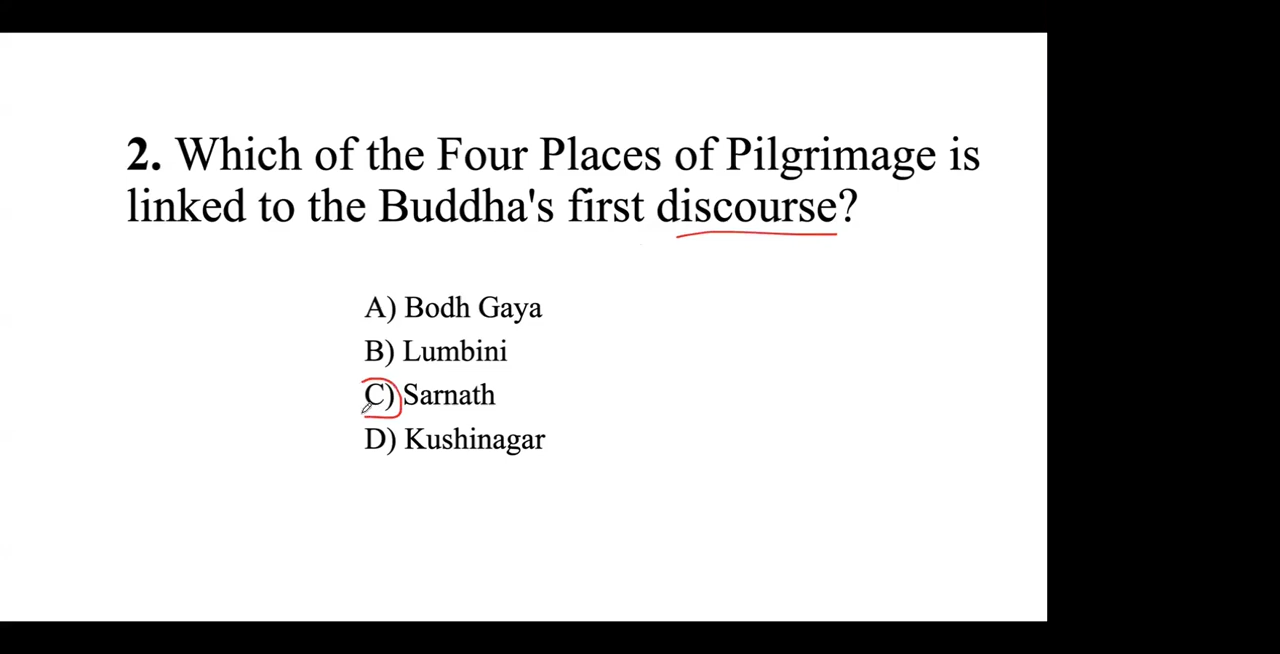 2. Which of the Four Places of Pilgrimage is
linked to the Buddha's first discourse?
A) Bodh Gaya
B) Lumbini
C) Sarnath
D) Kushinagar